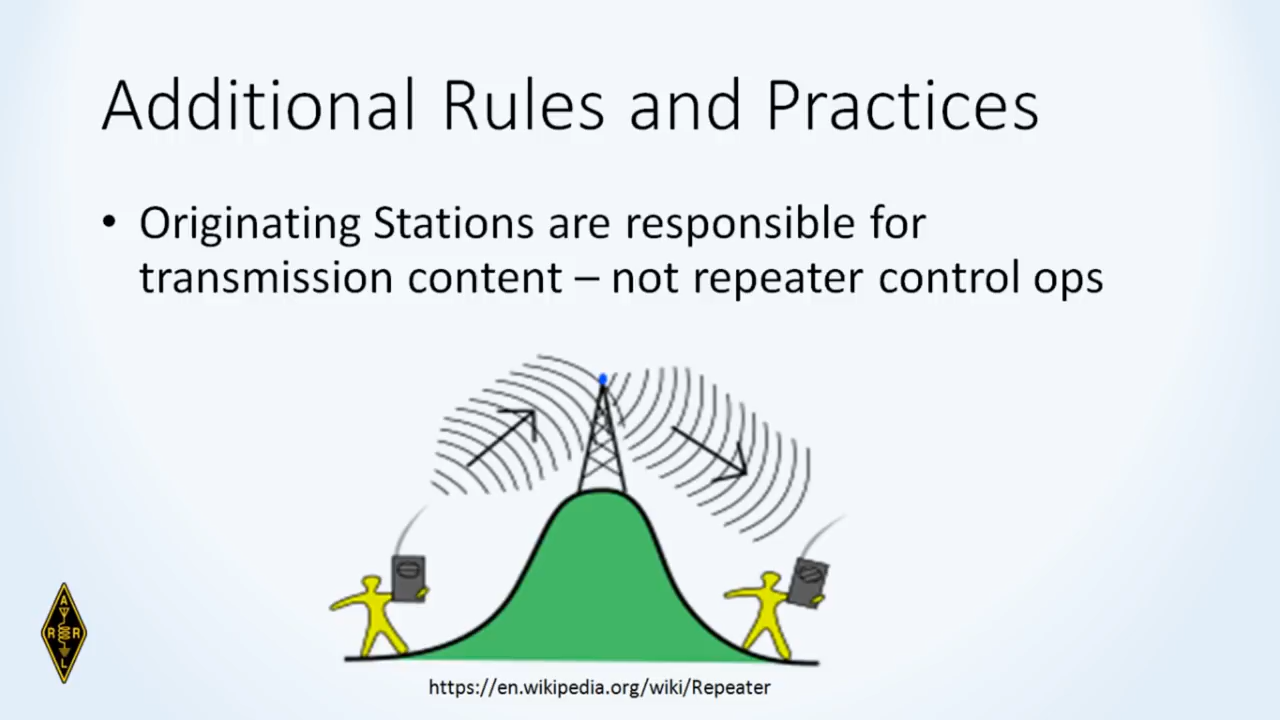 Additional Rules and Practices
• Originating Stations are responsible for
transmission content – not repeater control ops
A
R R
L
https://en.wikipedia.org/wiki/Repeater